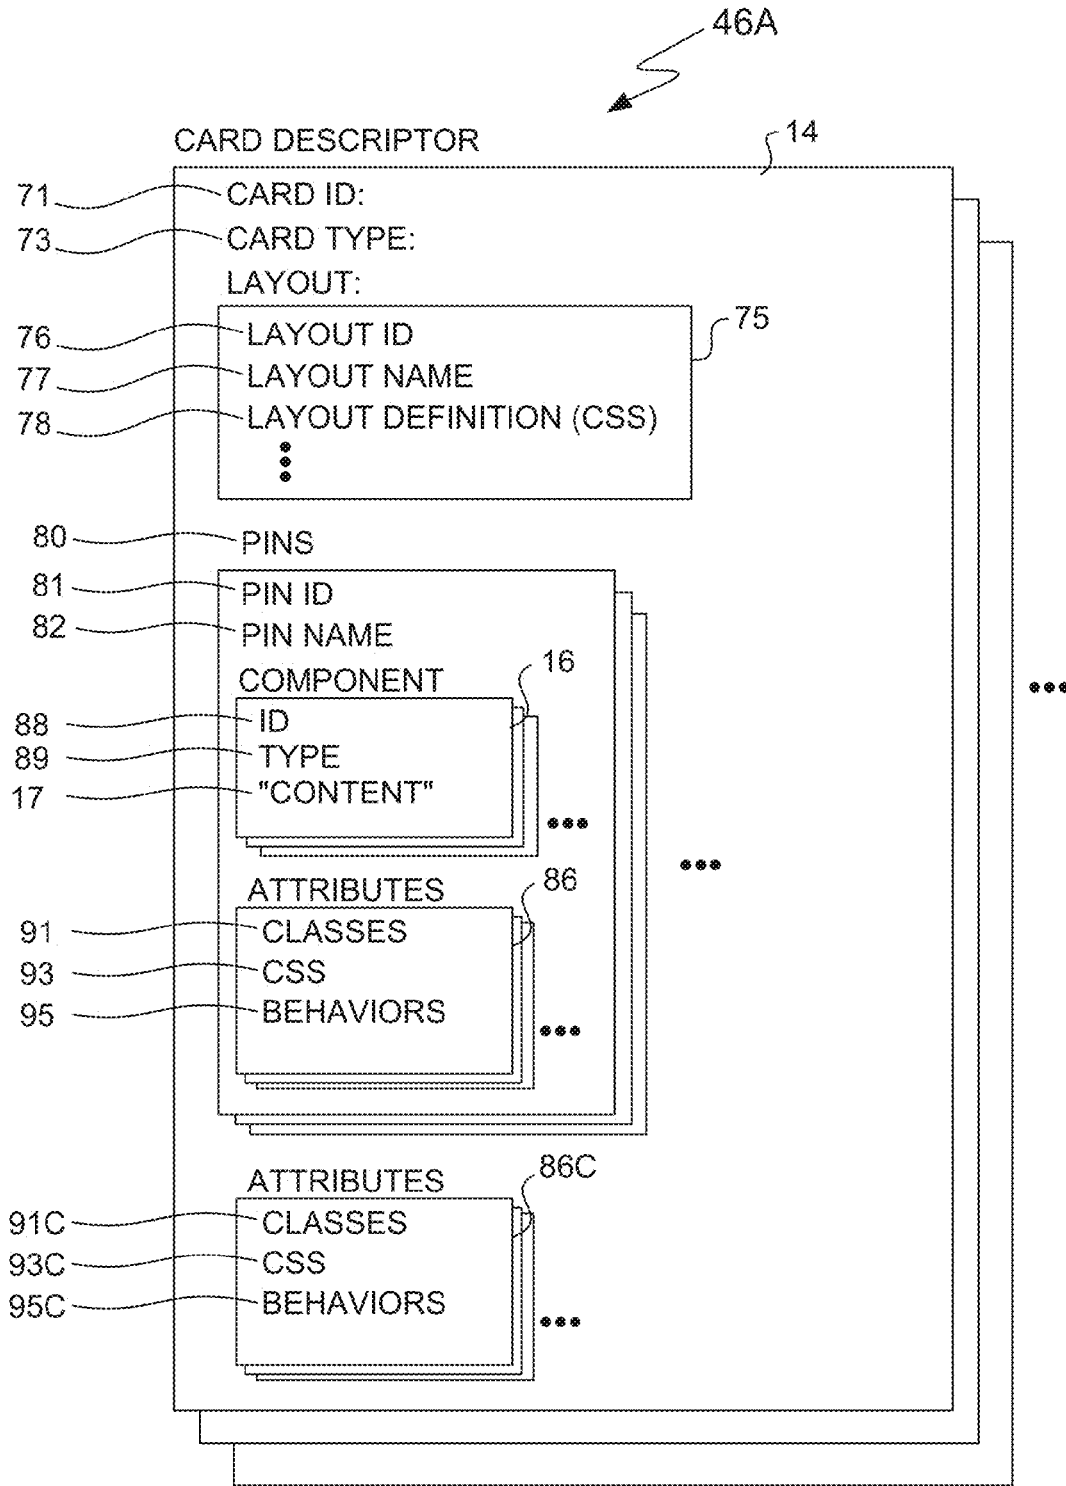 46A
CARD DESCRIPTOR
14
71 CARD ID:
73 CARD TYPE:
LAYOUT:
75
76 LAYOUT ID
77 LAYOUT NAME
78 LAYOUT DEFINITION (CSS)
80 PINS
81 PIN ID
82 PIN NAME
COMPONENT 16
88 ID
89 TYPE
17 "CONTENT"
ATTRIBUTES 86
91 CLASSES
93 CSS
95 BEHAVIORS
ATTRIBUTES 86C
91C CLASSES
93C CSS
95C BEHAVIORS